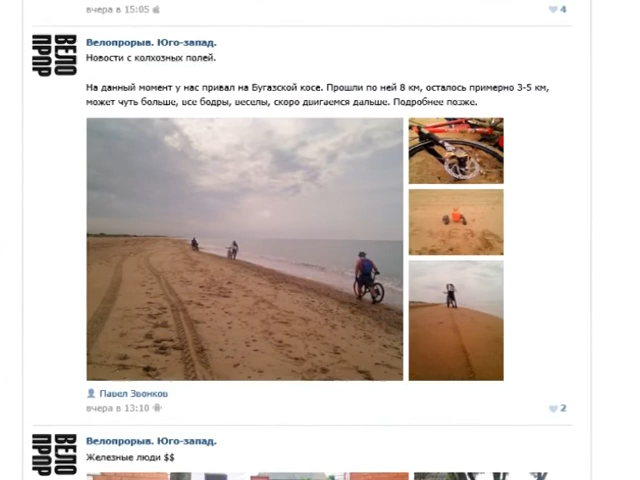 вчера в 15:05
4
ВЕЛО
ПРПР
Велопрорыв. Юго-запад.
Новости с колхозных полей.
На данный момент у нас привал на Бугазской косе. Прошли по ней 8 км, осталось примерно 3-5 км,
может чуть больше, все бодры, веселы, скоро двигаемся дальше. Подробнее позже.
Павел Звонков
вчера в 13:10
2
ВЕЛО
ПРПР
Велопрорыв. Юго-запад.
Железные люди $$